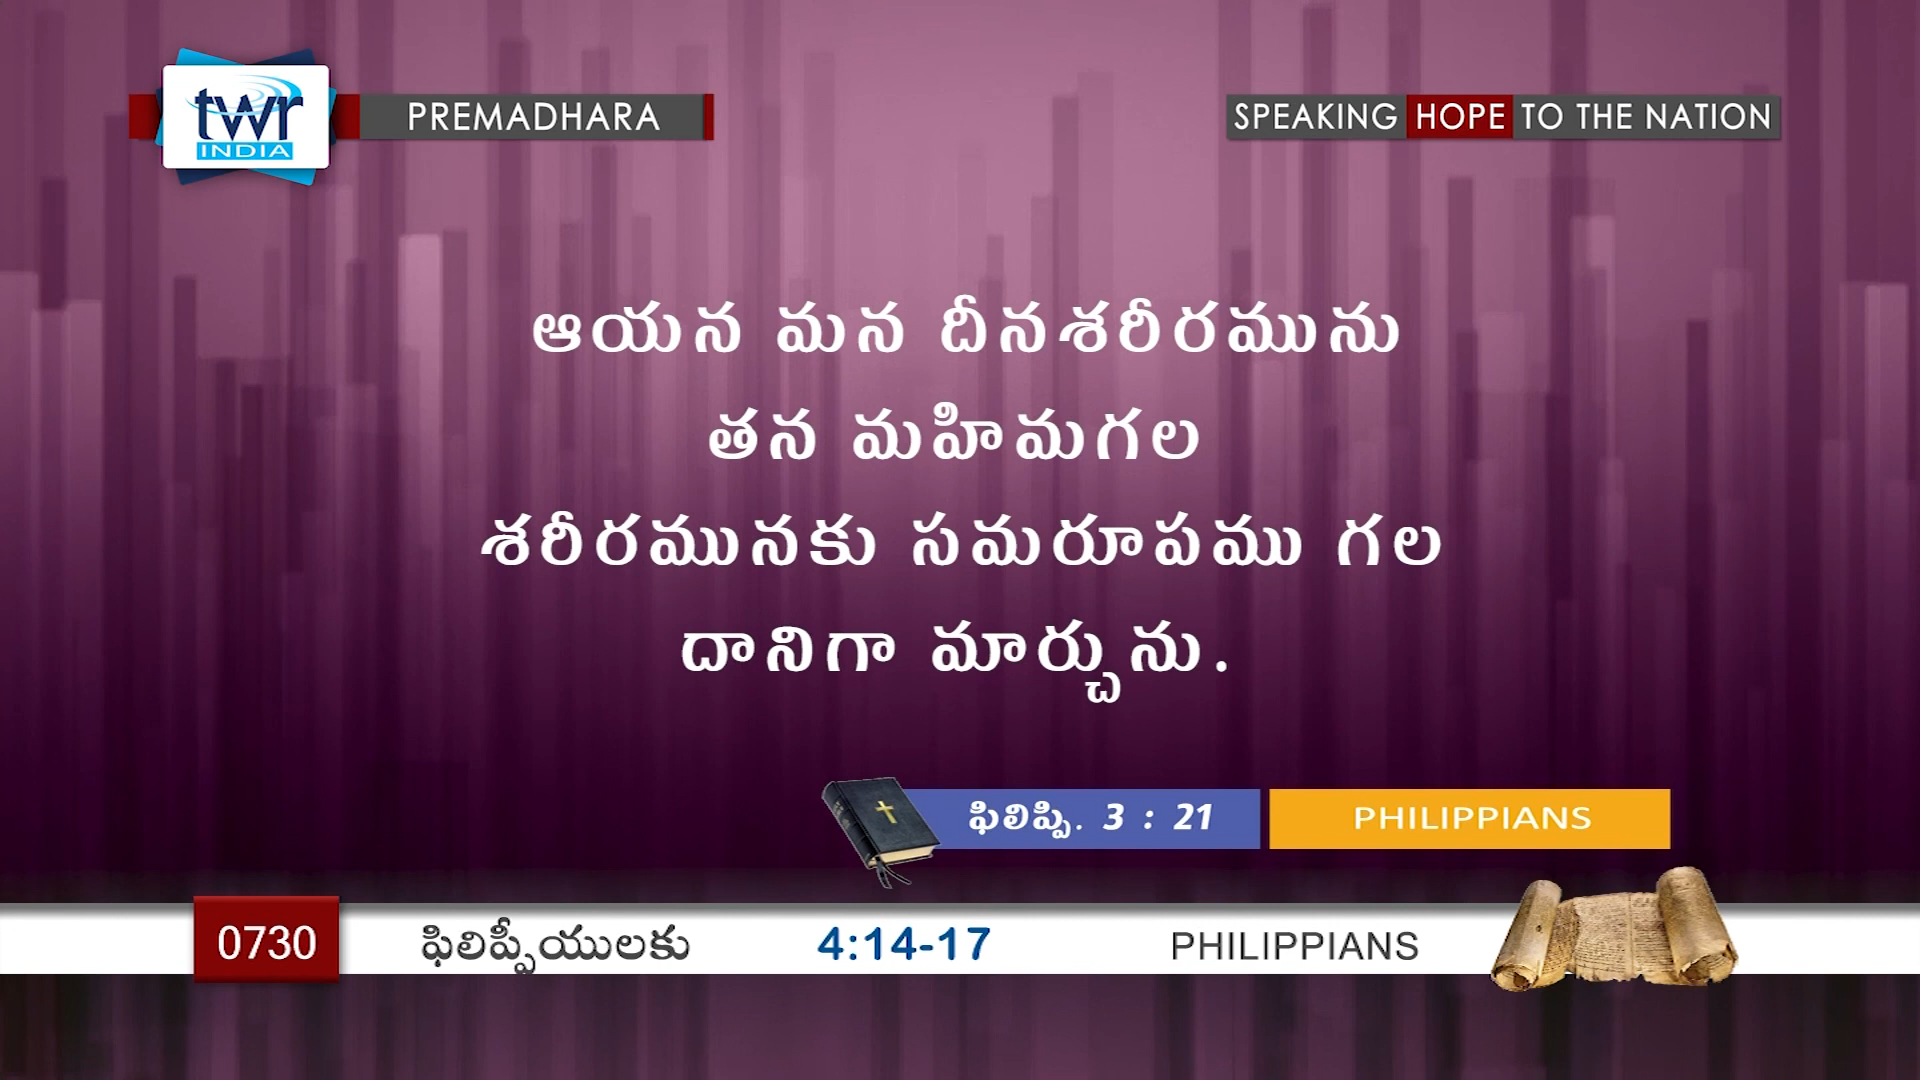 twr
INDIA
PREMADHARA
SPEAKING HOPE TO THE NATION
ఆయన మన దీనశరీరమును
తన మహిమగల
శరీరమునకు సమరూపము గల
దానిగా మార్చును.
ఫిలిప్పి. 3 : 21
PHILIPPIANS
0730
ఫిలిప్పీయులకు
4:14-17
PHILIPPIANS